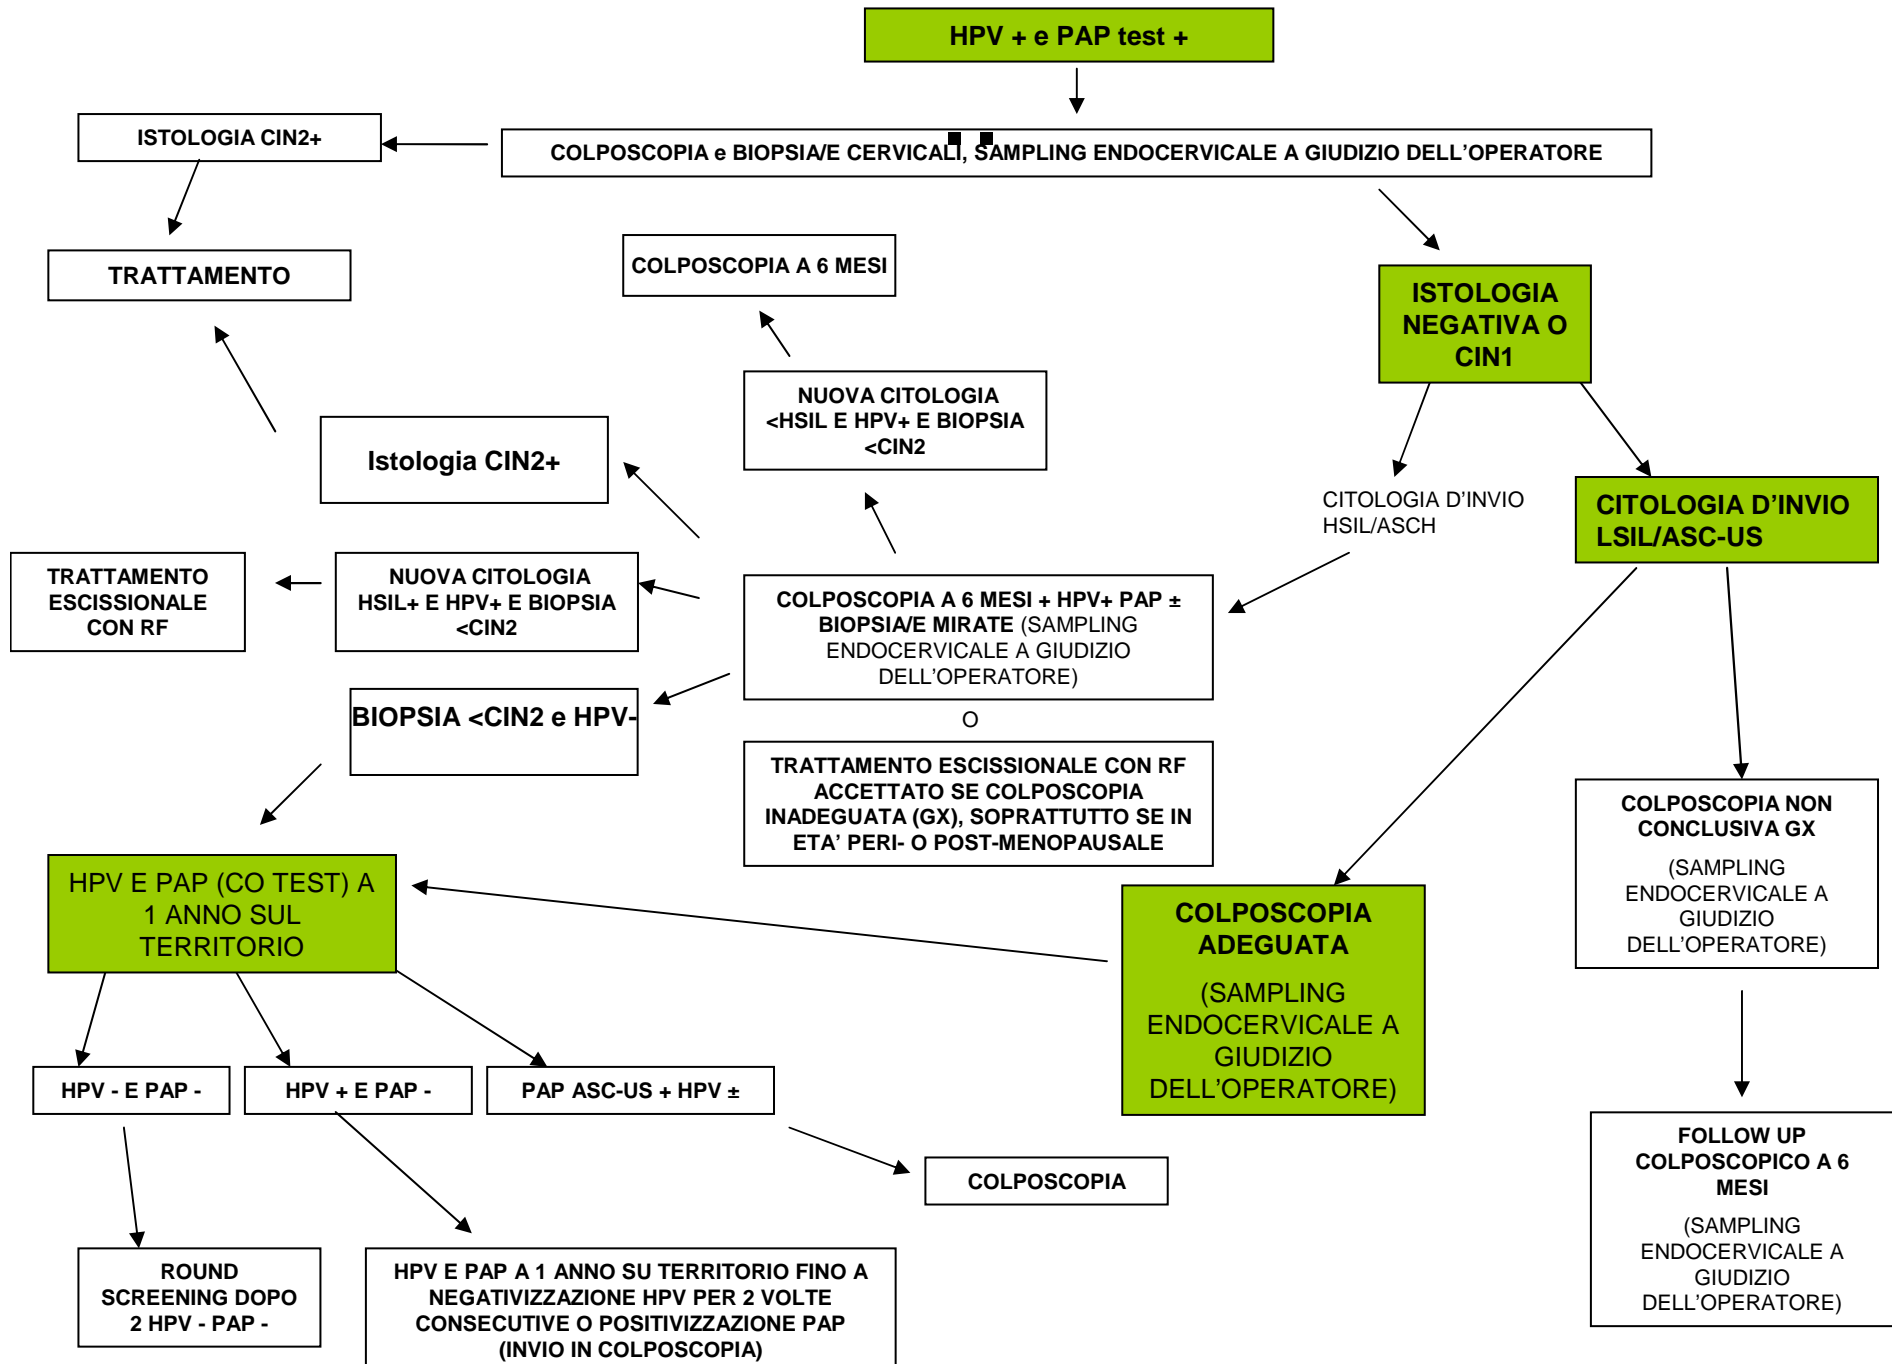 HPV + e PAP test +
ISTOLOGIA CIN2+
COLPOSCOPIA e BIOPSIA/E CERVICALI, SAMPLING ENDOCERVICALE A GIUDIZIO DELL'OPERATORE
TRATTAMENTO
COLPOSCOPIA A 6 MESI
ISTOLOGIA
NEGATIVA O
CIN1
NUOVA CITOLOGIA
<HSIL E HPV+ E BIOPSIA
<CIN2
Istologia CIN2+
CITOLOGIA D'INVIO
HSIL/ASCH
CITOLOGIA D'INVIO
LSIL/ASC-US
TRATTAMENTO
ESCISSIONALE
CON RF
NUOVA CITOLOGIA
HSIL+ E HPV+ E BIOPSIA
<CIN2
COLPOSCOPIA A 6 MESI + HPV+ PAP ±
BIOPSIA/E MIRATE (SAMPLING
ENDOCERVICALE A GIUDIZIO
DELL'OPERATORE)
BIOPSIA <CIN2 e HPV-
O
TRATTAMENTO ESCISSIONALE CON RF
ACCETTATO SE COLPOSCOPIA
INADEGUATA (GX), SOPRATTUTTO SE IN
ETA' PERI- O POST-MENOPAUSALE
COLPOSCOPIA NON
CONCLUSIVA GX
(SAMPLING
ENDOCERVICALE A
GIUDIZIO
DELL'OPERATORE)
HPV E PAP (CO TEST) A
1 ANNO SUL
TERRITORIO
COLPOSCOPIA
ADEGUATA
(SAMPLING
ENDOCERVICALE A
GIUDIZIO
DELL'OPERATORE)
HPV - E PAP -
HPV + E PAP -
PAP ASC-US + HPV ±
COLPOSCOPIA
FOLLOW UP
COLPOSCOPICO A 6
MESI
(SAMPLING
ENDOCERVICALE A
GIUDIZIO
DELL'OPERATORE)
ROUND
SCREENING DOPO
2 HPV - PAP -
HPV E PAP A 1 ANNO SU TERRITORIO FINO A
NEGATIVIZZAZIONE HPV PER 2 VOLTE
CONSECUTIVE O POSITIVIZZAZIONE PAP
(INVIO IN COLPOSCOPIA)